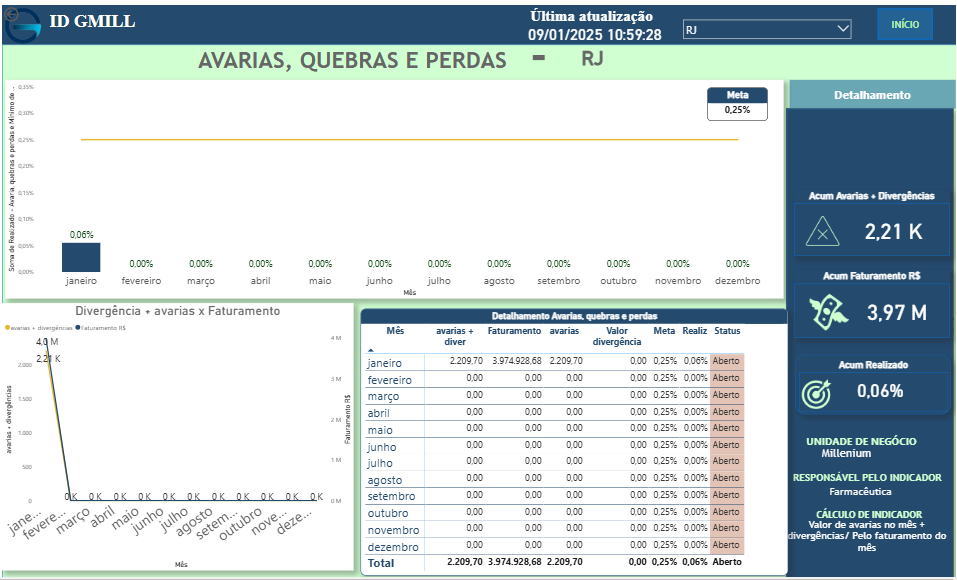 ID GMILL
Última atualização
09/01/2025 10:59:28
RJ
INÍCIO
AVARIAS, QUEBRAS E PERDAS - RJ
Soma de Realizado - Avaria, quebras e perdas e Mínimo de ...
0,35%
0,30%
0,25%
0,20%
0,15%
0,10%
0,05%
0,00%
Meta
0,25%
0,06% 0,00% 0,00% 0,00% 0,00% 0,00% 0,00% 0,00% 0,00% 0,00% 0,00% 0,00%
janeiro fevereiro março abril maio junho julho agosto setembro outubro novembro dezembro
Mês
Detalhamento
Acum Avarias + Divergências
2,21 K
Acum Faturamento R$
3,97 M
Acum Realizado
0,06%
UNIDADE DE NEGÓCIO
Millenium
RESPONSÁVEL PELO INDICADOR
Farmacêutica
CÁLCULO DE INDICADOR
Valor de avarias no mês +
divergências/ Pelo faturamento do
mês
Divergência + avarias x Faturamento
avarias + divergências Faturamento R$
avarias + divergências
2.000
1.500
1.000
500
0
4,0 M
2,21 K
0 K 0 K 0 K 0 K 0 K 0 K 0 K 0 K 0 K 0 K 0 K
4 M
3 M
2 M
1 M
0 M
Faturamento R$
jane... fevere... março abril maio junho julho agosto setem... outubro nove... deze...
Mês
Detalhamento Avarias, quebras e perdas
Mês avarias + diver Faturamento avarias Valor divergência Meta Realiz Status
janeiro 2.209,70 3.974.928,68 2.209,70 0,00 0,25% 0,06% Aberto
fevereiro 0,00 0,00 0,00 0,00 0,25% 0,00% Aberto
março 0,00 0,00 0,00 0,00 0,25% 0,00% Aberto
abril 0,00 0,00 0,00 0,00 0,25% 0,00% Aberto
maio 0,00 0,00 0,00 0,00 0,25% 0,00% Aberto
junho 0,00 0,00 0,00 0,00 0,25% 0,00% Aberto
julho 0,00 0,00 0,00 0,00 0,25% 0,00% Aberto
agosto 0,00 0,00 0,00 0,00 0,25% 0,00% Aberto
setembro 0,00 0,00 0,00 0,00 0,25% 0,00% Aberto
outubro 0,00 0,00 0,00 0,00 0,25% 0,00% Aberto
novembro 0,00 0,00 0,00 0,00 0,25% 0,00% Aberto
dezembro 0,00 0,00 0,00 0,00 0,25% 0,00% Aberto
Total 2.209,70 3.974.928,68 2.209,70 0,00 0,25% 0,06% Aberto